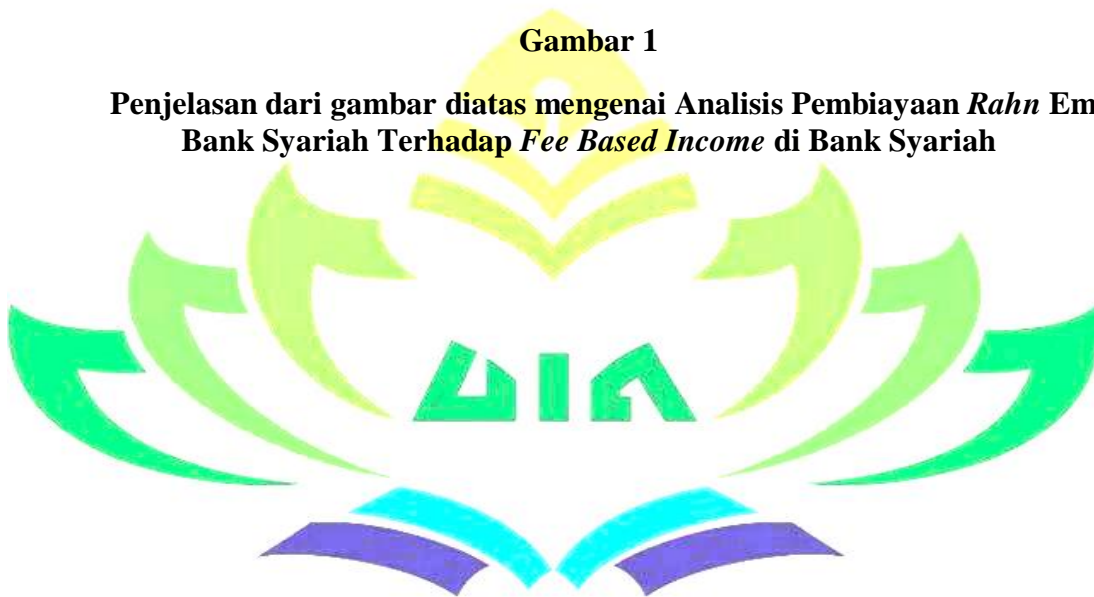 Gambar 1
Penjelasan dari gambar diatas mengenai Analisis Pembiayaan Rahn Em
Bank Syariah Terhadap Fee Based Income di Bank Syariah
UIN